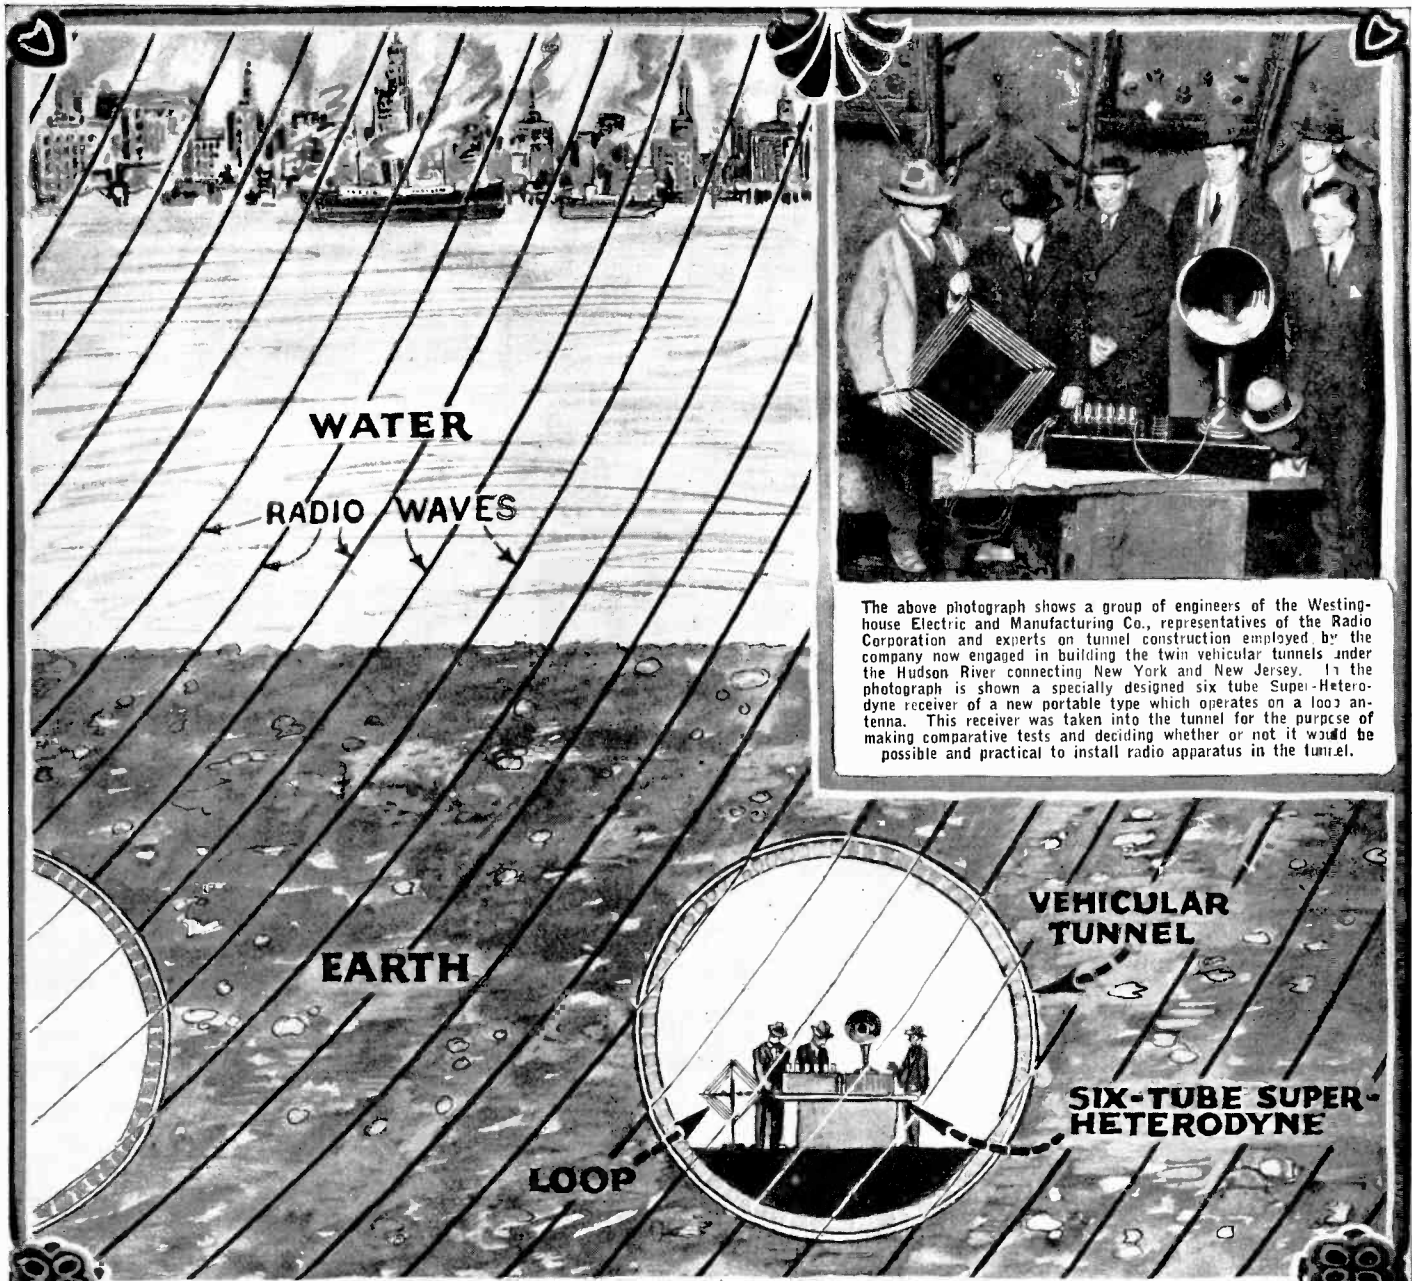 WATER
RADIO WAVES
The above photograph shows a group of engineers of the Westing-
house Electric and Manufacturing Co., representatives of the Radio
Corporation and experts on tunnel construction employed by the
company now engaged in building the twin vehicular tunnels under
the Hudson River connecting New York and New Jersey. In the
photograph is shown a specially designed six tube Super-Hetero-
dyne receiver of a new portable type which operates on a loop an-
tenna. This receiver was taken into the tunnel for the purpose of
making comparative tests and deciding whether or not it would be
possible and practical to install radio apparatus in the tunnel.
EARTH
VEHICULAR
TUNNEL
SIX-TUBE SUPER-
HETERODYNE
LOOP